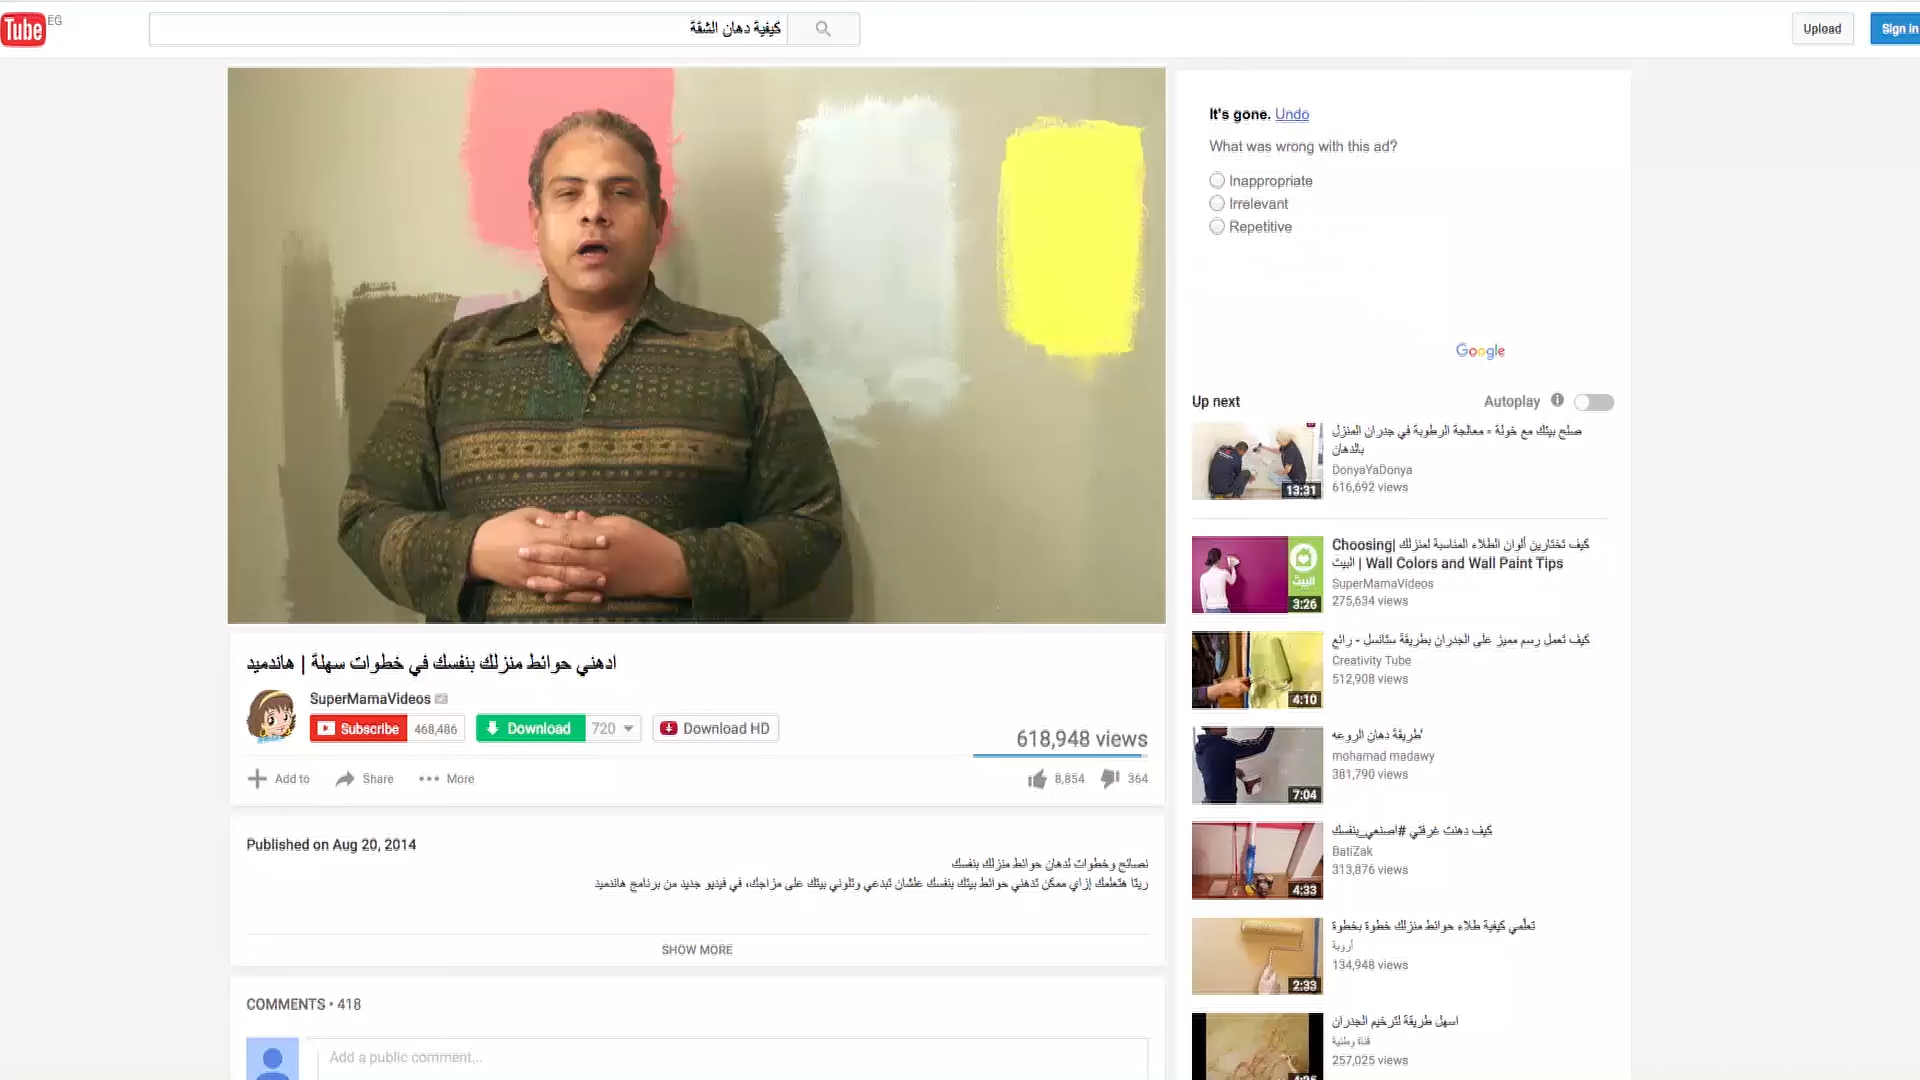 Tube EG
كيفية دهان الشقة
Upload
Sign in
It's gone. Undo
What was wrong with this ad?
Inappropriate
Irrelevant
Repetitive
Google
Up next
Autoplay
صلح بيتك مع خولة - معالجة الرطوبة في جدران المنزل
بالدهان
DonyaYaDonya
616,692 views
13:31
كيف تختارين ألوان الطلاء المناسبة لمنزلك |Choosing
البيت | Wall Colors and Wall Paint Tips
SuperMamaVideos
275,634 views
البيت
3:26
كيف تعمل رسم مميز على الجدران بطريقة ستانسل - رائع
Creativity Tube
512,908 views
4:10
طريقة دهان الروعه'
mohamad madawy
381,790 views
7:04
كيف دهنت غرفتي #اصنعي_بنفسك
BatiZak
313,876 views
4:33
تعلّمي كيفية طلاء حوائط منزلك خطوة بخطوة
أروبة
134,948 views
2:33
اسهل طريقة لترخيم الجدران
قناة وطنية
257,025 views
ادهني حوائط منزلك بنفسك في خطوات سهلة | هاندميد
SuperMamaVideos
Subscribe 468,486
Download 720
Download HD
618,948 views
Add to
Share
More
8,854
364
Published on Aug 20, 2014
نصائح وخطوات لدهان حوائط منزلك بنفسك
ريتا هتعلمك إزاي ممكن تدهني حوائط بيتك بنفسك علشان تبدعي وتلوني بيتك على مزاجك، في فيديو جديد من برنامج هاندميد
SHOW MORE
COMMENTS • 418
Add a public comment...